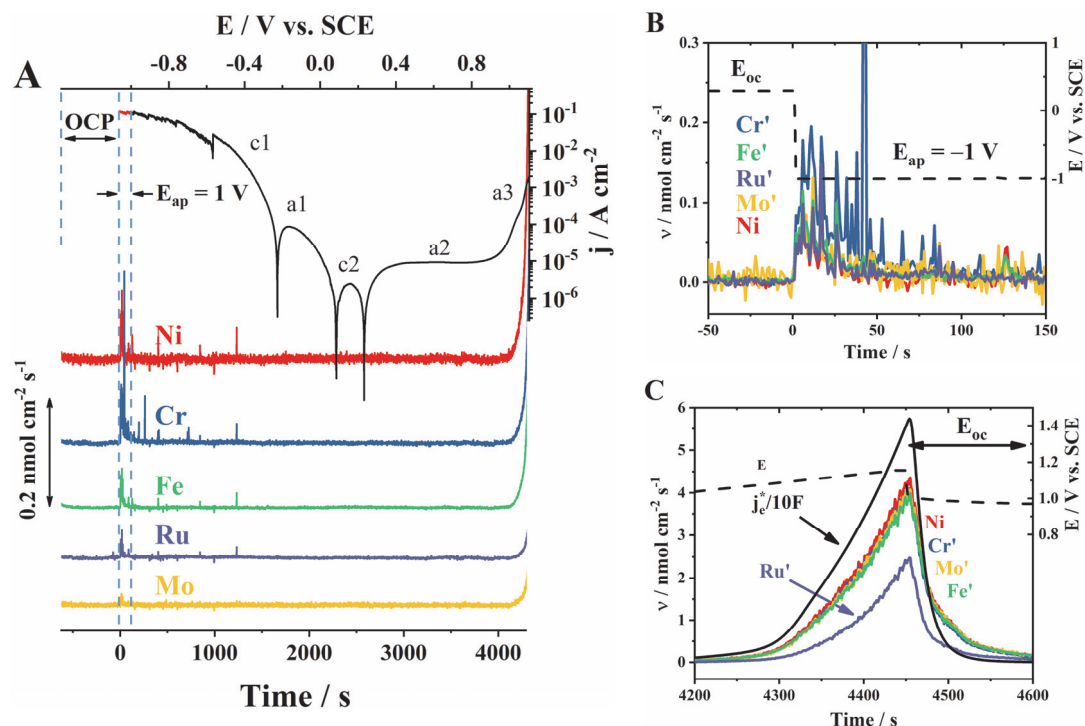 E / V vs. SCE
A
-0.8 -0.4 0.0 0.4 0.8
OCP
E_ap = 1 V
c1
a1
c2
a2
a3
10^-1
10^-2
10^-3
10^-4
10^-5
10^-6
j / A cm^-2
0.2 nmol cm^-2 s^-1
Ni
Cr
Fe
Ru
Mo
0 1000 2000 3000 4000
Time / s
B
0.3
0.2
0.1
0.0
ν / nmol cm^-2 s^-1
E_oc
Cr'
Fe'
Ru'
Mo'
Ni
E_ap = –1 V
1
0
-1
E / V vs. SCE
-50 0 50 100 150
Time / s
C
6
5
4
3
2
1
0
ν / nmol cm^-2 s^-1
E
j_e^*/10F
E_oc
Ni
Cr'
Mo'
Fe'
Ru'
1.4
1.2
1.0
0.8
E / V vs. SCE
4200 4300 4400 4500 4600
Time / s